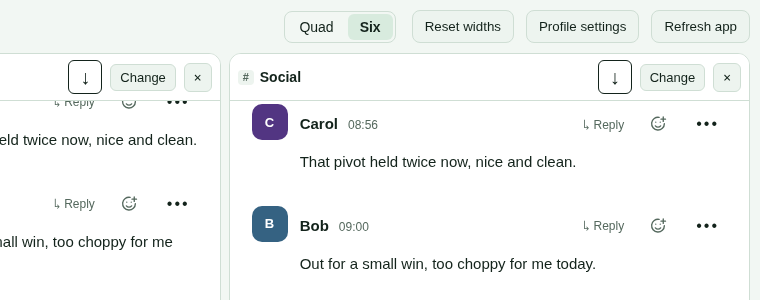 Quad Six Reset widths Profile settings Refresh app
↓ Change ×
↳ Reply •••
eld twice now, nice and clean.
↳ Reply •••
all win, too choppy for me
# Social ↓ Change ×
C Carol 08:56 ↳ Reply •••
That pivot held twice now, nice and clean.
B Bob 09:00 ↳ Reply •••
Out for a small win, too choppy for me today.